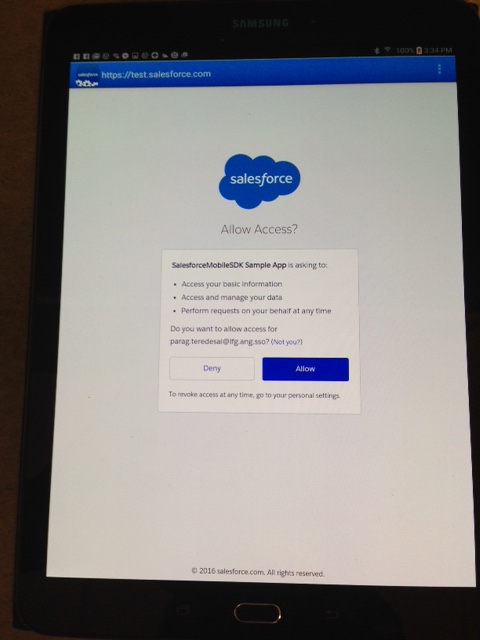 SAMSUNG
100% 3:34 PM
salesforce https://test.salesforce.com
salesforce
Allow Access?
SalesforceMobileSDK Sample App is asking to:
• Access your basic information
• Access and manage your data
• Perform requests on your behalf at any time
Do you want to allow access for
parag.teredesai@lfg.ang.sso? (Not you?)
Deny Allow
To revoke access at any time, go to your personal settings.
© 2016 salesforce.com. All rights reserved.